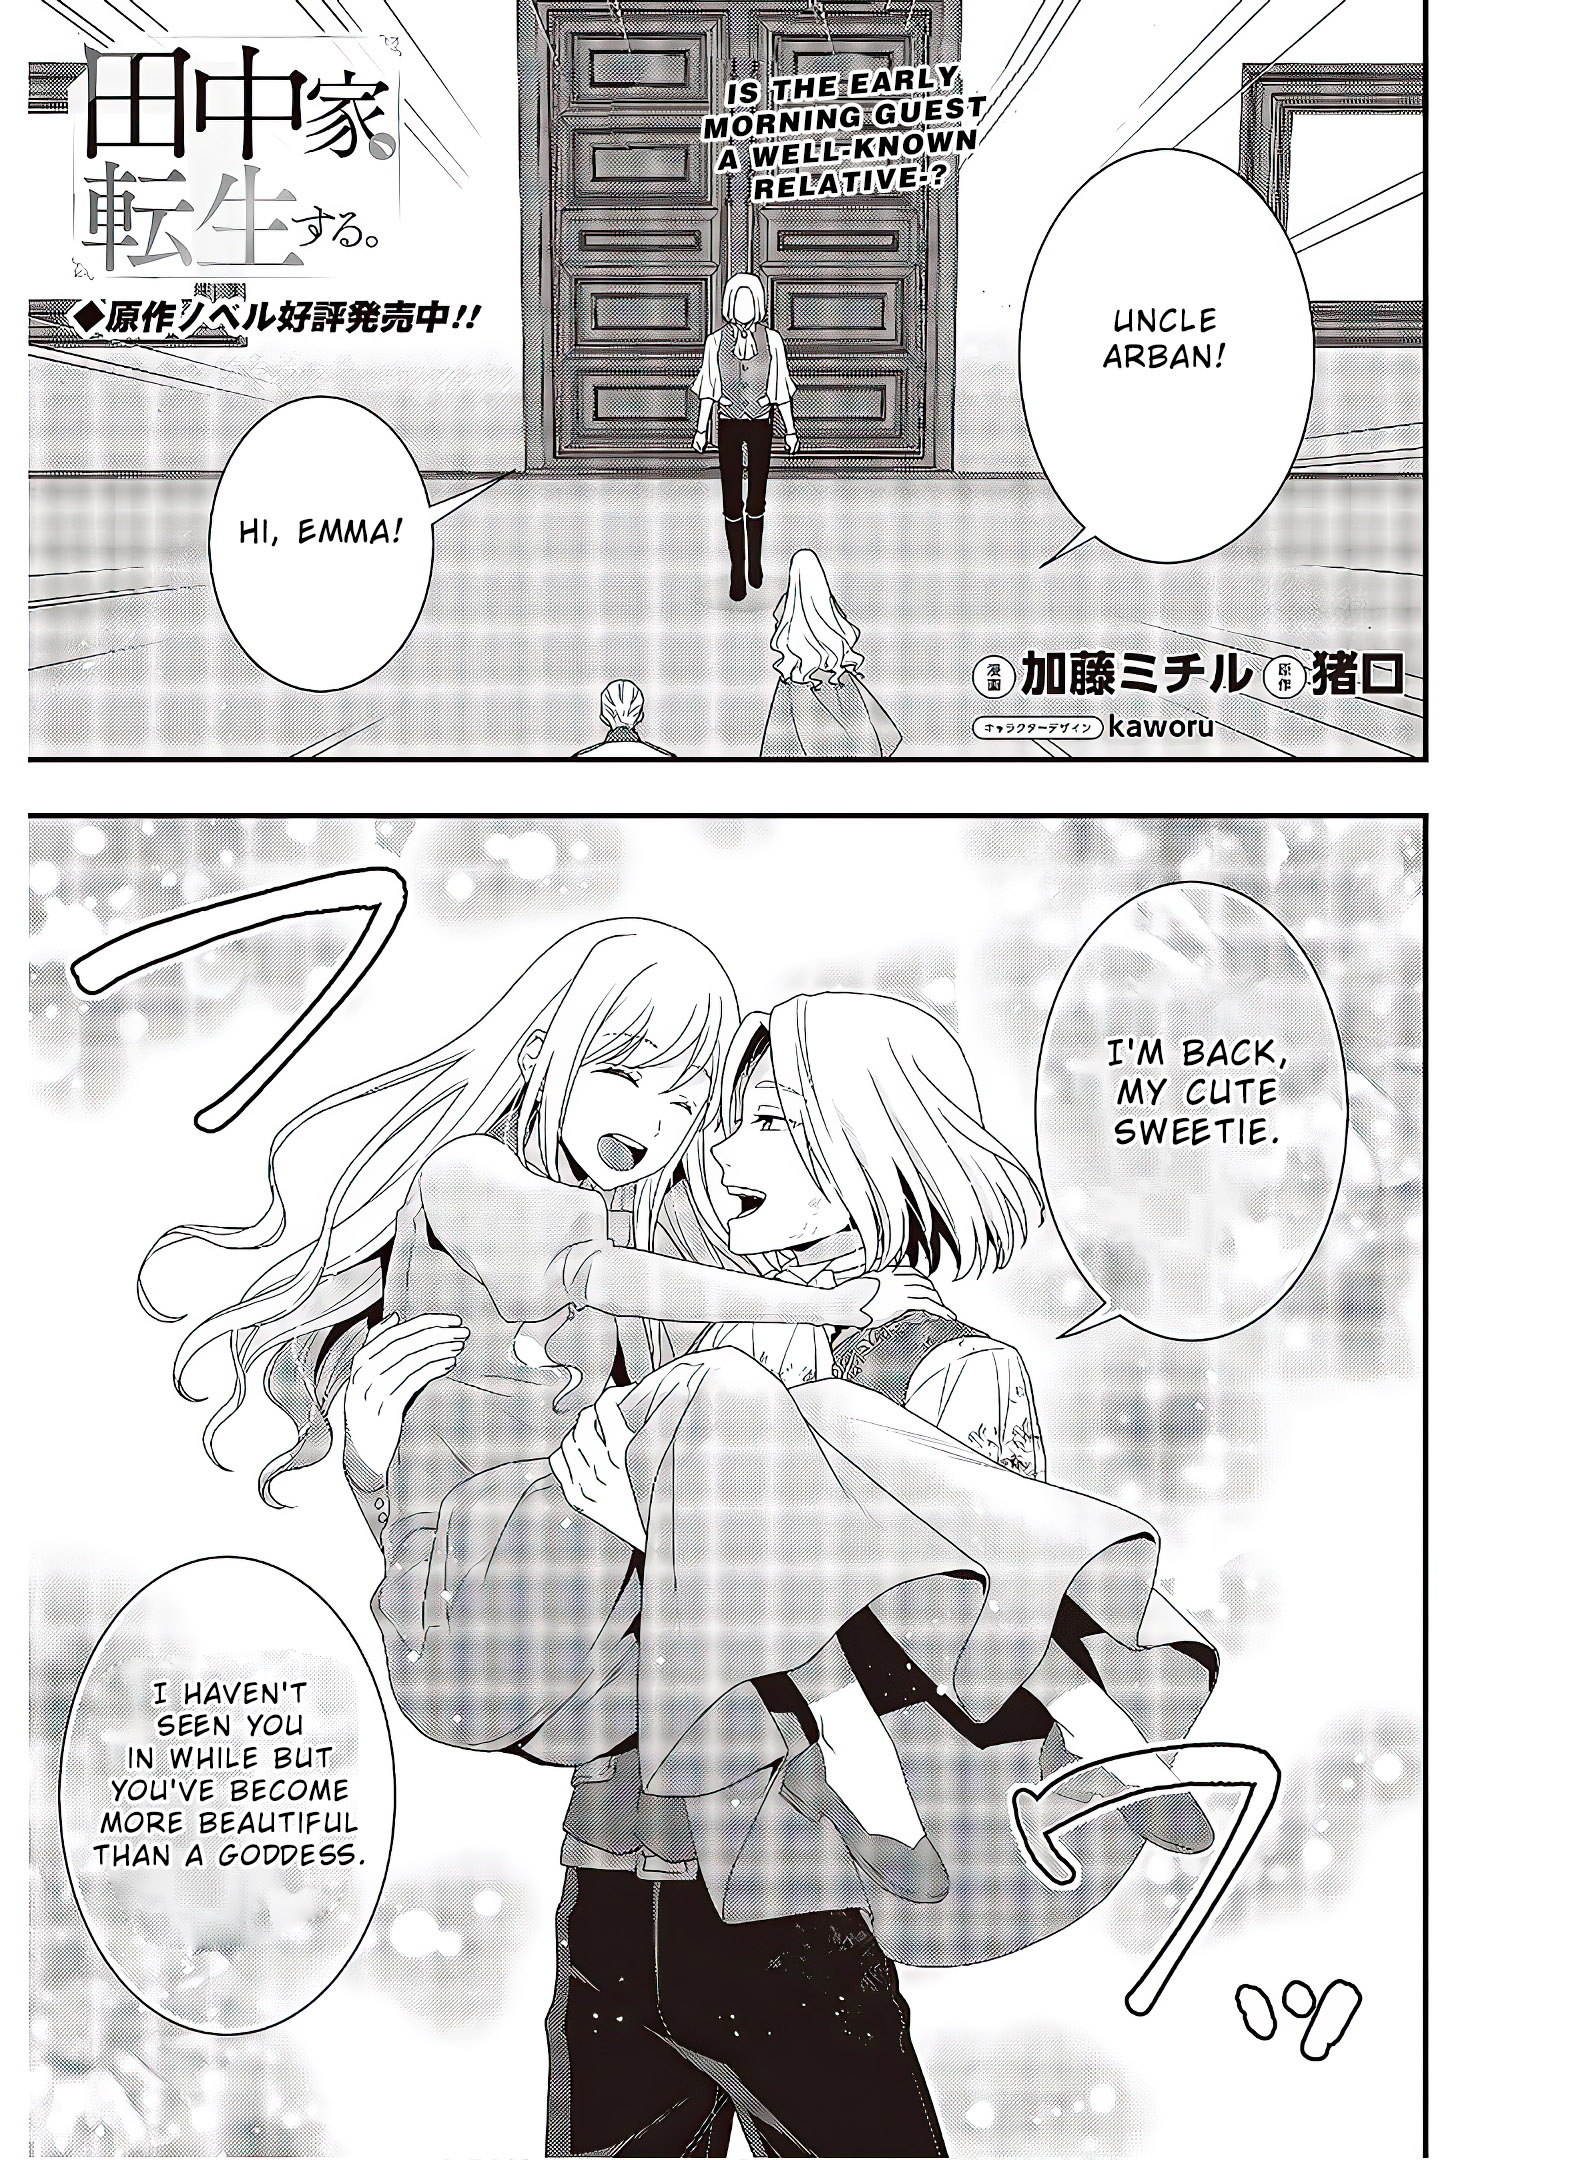 田中家、
転生する。
◆原作ノベル好評発売中!!
IS THE EARLY
MORNING GUEST
A WELL-KNOWN
RELATIVE-?
UNCLE
ARBAN!
HI, EMMA!
漫画 加藤ミチル 原作 猪口
キャラクターデザイン kaworu
フ
I'M BACK,
MY CUTE
SWEETIE.
I HAVEN'T
SEEN YOU
IN WHILE BUT
YOU'VE BECOME
MORE BEAUTIFUL
THAN A GODDESS.
ワ
ッ